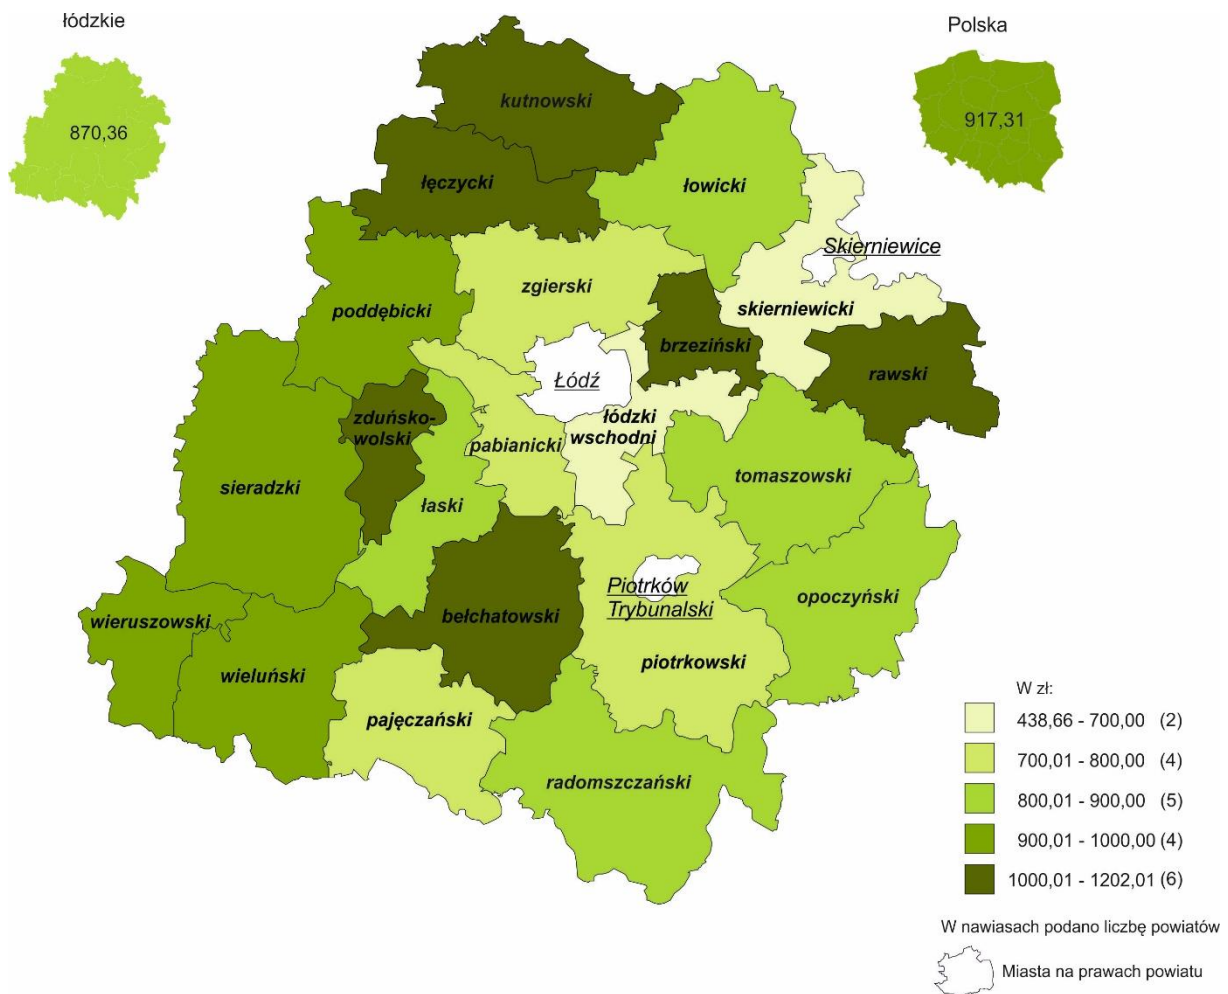 łódzkie
Polska
870,36
917,31
kutnowski
łęczycki
łowicki
Skierniewice
zgierski
skierniewicki
poddębicki
brzeziński
rawski
Łódź
zduńsko-
wolski
łódzki
wschodni
pabianicki
tomaszowski
sieradzki
łaski
Piotrków
Trybunalski
opoczyński
wieruszowski
bełchatowski
wieluński
piotrkowski
pajęczański
radomszczański
W zł:
438,66 - 700,00 (2)
700,01 - 800,00 (4)
800,01 - 900,00 (5)
900,01 - 1000,00 (4)
1000,01 - 1202,01 (6)
W nawiasach podano liczbę powiatów
Miasta na prawach powiatu